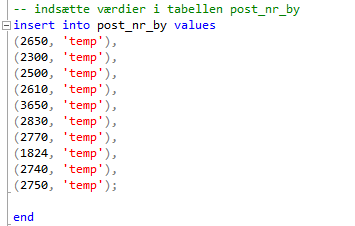 -- indsætte værdier i tabellen post_nr_by
insert into post_nr_by values
(2650, 'temp'),
(2300, 'temp'),
(2500, 'temp'),
(2610, 'temp'),
(3650, 'temp'),
(2830, 'temp'),
(2770, 'temp'),
(1824, 'temp'),
(2740, 'temp'),
(2750, 'temp');
end